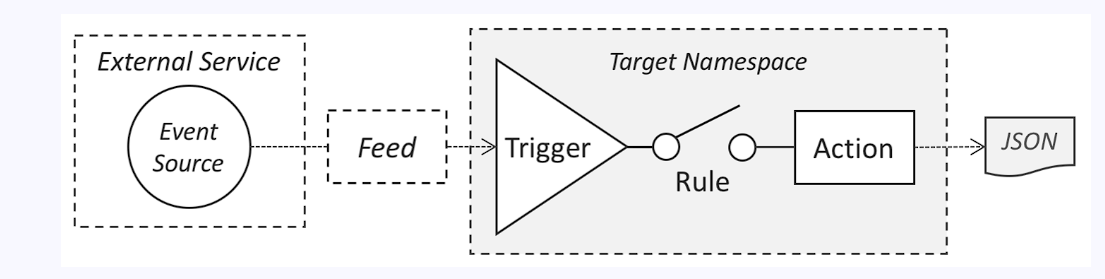 External Service
Event
Source
Feed
Target Namespace
Trigger
Rule
Action
JSON